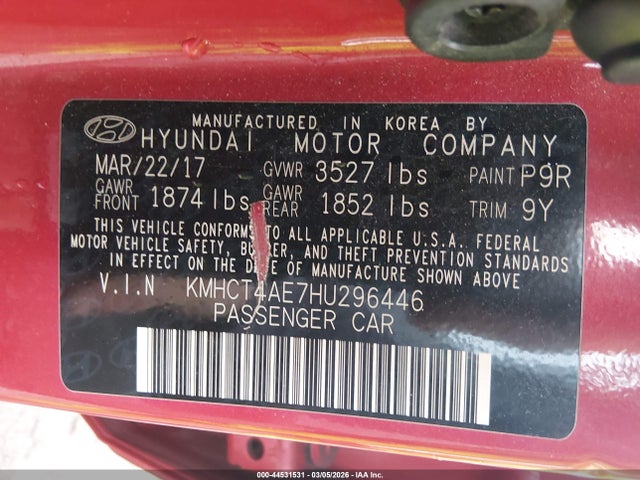 MANUFACTURED IN KOREA BY
HYUNDAI MOTOR COMPANY
MAR/22/17 GVWR 3527 lbs PAINT P9R
GAWR FRONT 1874 lbs GAWR REAR 1852 lbs TRIM 9Y
THIS VEHICLE CONFORMS TO ALL APPLICABLE U.S.A. FEDERAL
MOTOR VEHICLE SAFETY, BUMPER, AND THEFT PREVENTION STANDARDS
IN EFFECT ON THE DATE OF MANUFACTURE SHOWN ABOVE
V.I.N KMHCT4AE7HU296446
PASSENGER CAR
000-44531531 - 03/05/2026 - IAAI, Inc.